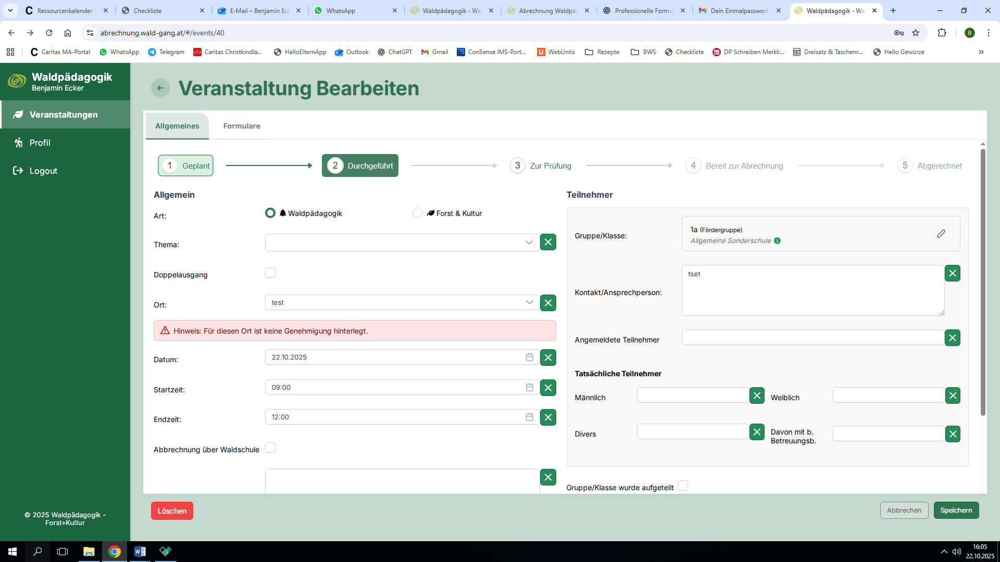 Ressourcenkalender -
Checkliste
E-Mail – Benjamin Eck
WhatsApp
Waldpädagogik - Wal
Abrechnung Waldpäd
Professionelle Formul
Dein Einmalpasswort
Waldpädagogik - Wa
abrechnung.wald-gang.at/#/events/40
B
Caritas MA-Portal
WhatsApp
Telegram
Caritas Christkindla...
HalloElternApp
Outlook
ChatGPT
Gmail
ConSense IMS-Port...
WebUntis
Rezepte
BWS
Checkliste
DP Schreiben Merkli...
Dreisatz & Taschenr...
Hello Gewürze
Waldpädagogik
Benjamin Ecker
Veranstaltungen
Profil
Logout
© 2025 Waldpädagogik -
Forst+Kultur
Veranstaltung Bearbeiten
Allgemeines
Formulare
1 Geplant
2 Durchgeführt
3 Zur Prüfung
4 Bereit zur Abrechnung
5 Abgerechnet
Allgemein
Art:
Waldpädagogik
Forst & Kultur
Thema:
Doppelausgang
Ort:
test
Hinweis: Für diesen Ort ist keine Genehmigung hinterlegt.
Datum:
22.10.2025
Startzeit:
09:00
Endzeit:
12:00
Abbrechnung über Waldschule
Teilnehmer
Gruppe/Klasse:
1a (Fördergruppe)
Allgemeine Sonderschule
Kontakt/Ansprechperson:
tset
Angemeldete Teilnehmer
Tatsächliche Teilnehmer
Männlich
Weiblich
Divers
Davon mit b.
Betreuungsb.
Gruppe/Klasse wurde aufgeteilt
Löschen
Abbrechen
Speichern
16:05
22.10.2025